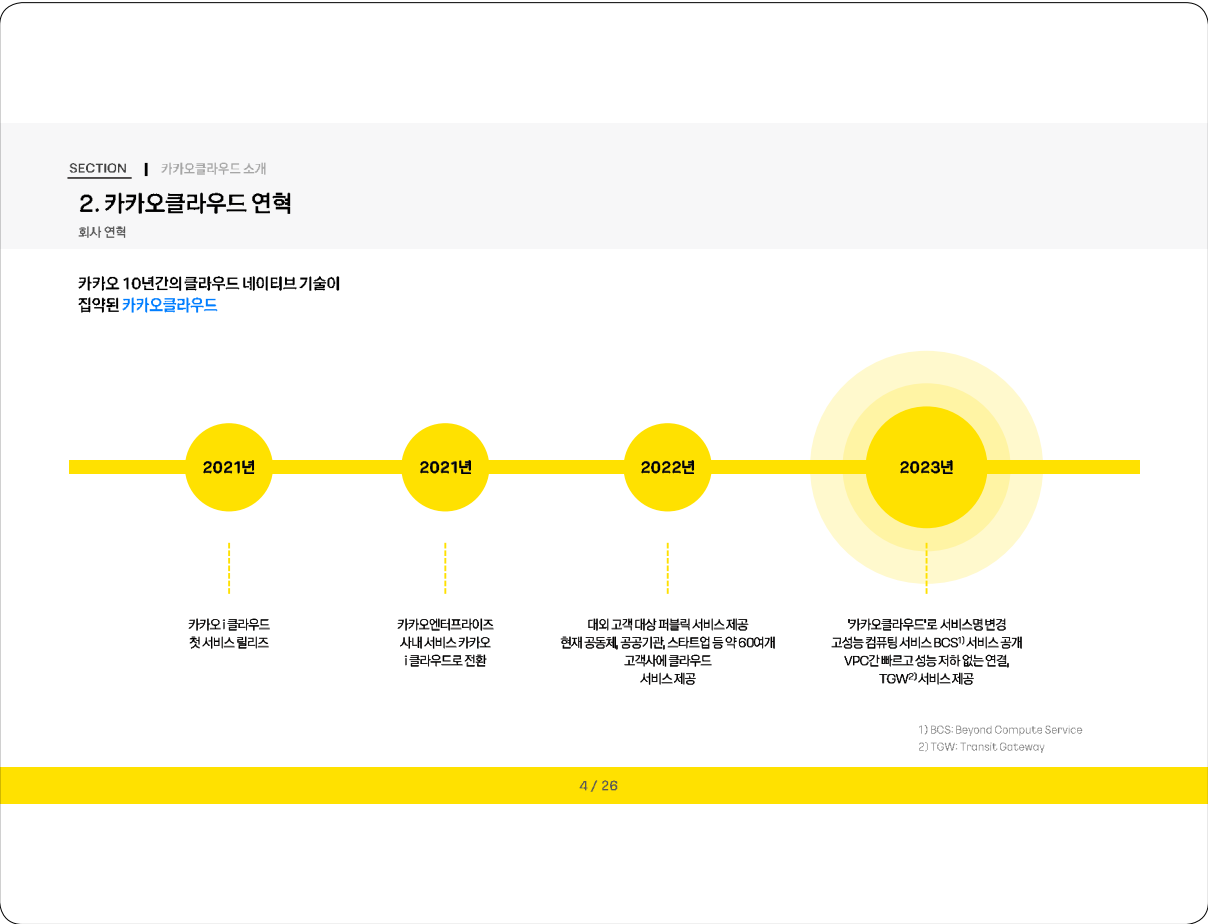 SECTION | 카카오클라우드 소개
2. 카카오클라우드 연혁
회사 연혁
카카오 10년간의 클라우드 네이티브 기술이
집약된 카카오클라우드
2021년
2021년
2022년
2023년
카카오 i 클라우드
첫 서비스 릴리즈
카카오엔터프라이즈
사내 서비스 카카오
i 클라우드로 전환
대외 고객 대상 퍼블릭 서비스 제공
현재 공동체, 공공기관, 스타트업 등 약 60여개
고객사에 클라우드
서비스 제공
'카카오클라우드'로 서비스명 변경
고성능 컴퓨팅 서비스 BCS1) 서비스 공개
VPC간 빠르고 성능 저하 없는 연결,
TGW2) 서비스 제공
1) BCS: Beyond Compute Service
2) TGW: Transit Gateway
4 / 26